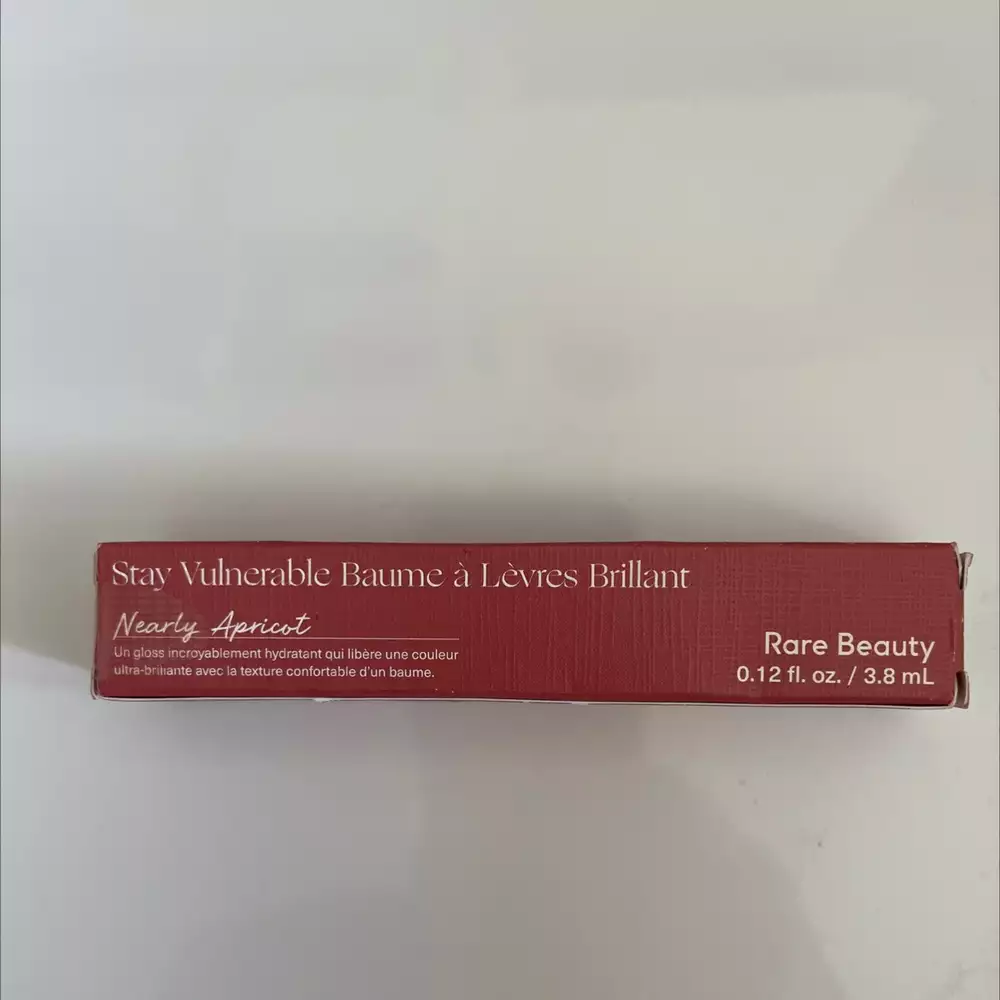 Stay Vulnerable Baume à Lèvres Brillant
Nearly Apricot
Un gloss incroyablement hydratant qui libère une couleur
ultra-brillante avec la texture confortable d'un baume.
Rare Beauty
0.12 fl. oz. / 3.8 mL